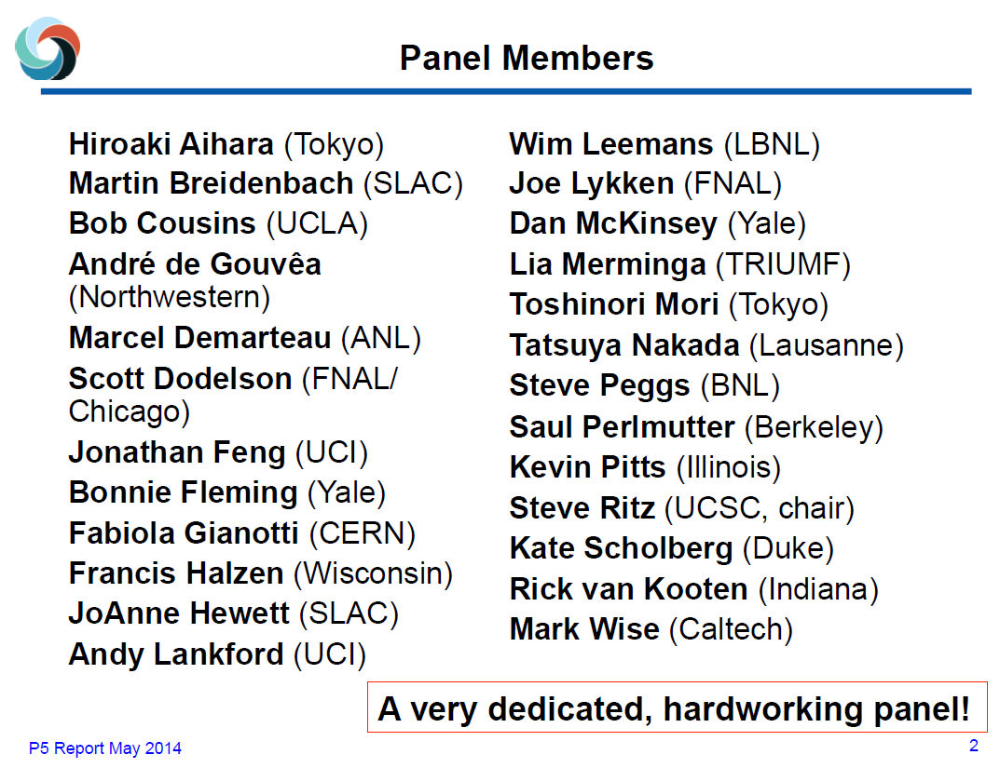 Panel Members
Hiroaki Aihara (Tokyo)
Martin Breidenbach (SLAC)
Bob Cousins (UCLA)
André de Gouvêa
(Northwestern)
Marcel Demarteau (ANL)
Scott Dodelson (FNAL/
Chicago)
Jonathan Feng (UCI)
Bonnie Fleming (Yale)
Fabiola Gianotti (CERN)
Francis Halzen (Wisconsin)
JoAnne Hewett (SLAC)
Andy Lankford (UCI)
Wim Leemans (LBNL)
Joe Lykken (FNAL)
Dan McKinsey (Yale)
Lia Merminga (TRIUMF)
Toshinori Mori (Tokyo)
Tatsuya Nakada (Lausanne)
Steve Peggs (BNL)
Saul Perlmutter (Berkeley)
Kevin Pitts (Illinois)
Steve Ritz (UCSC, chair)
Kate Scholberg (Duke)
Rick van Kooten (Indiana)
Mark Wise (Caltech)
A very dedicated, hardworking panel!
P5 Report May 2014
2